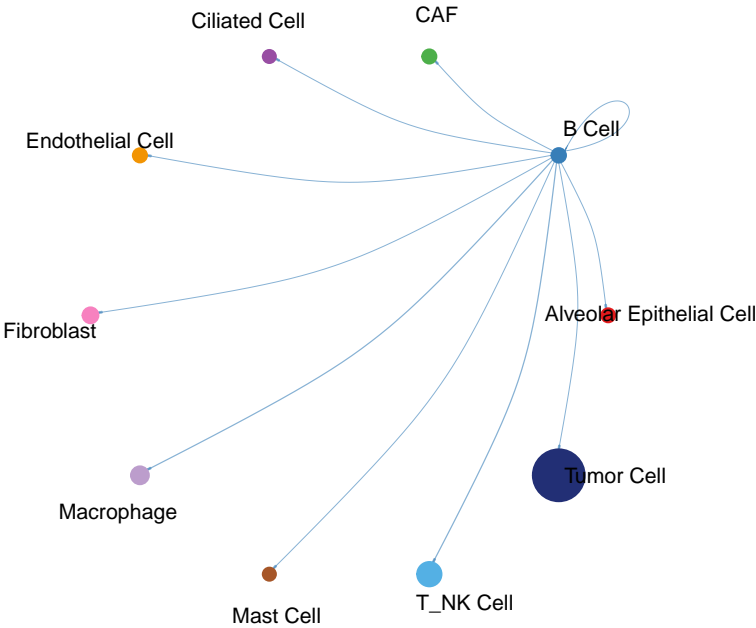 CAF
Ciliated Cell
B Cell
Endothelial Cell
Alveolar Epithelial Cell
Fibroblast
Tumor Cell
Macrophage
T_NK Cell
Mast Cell